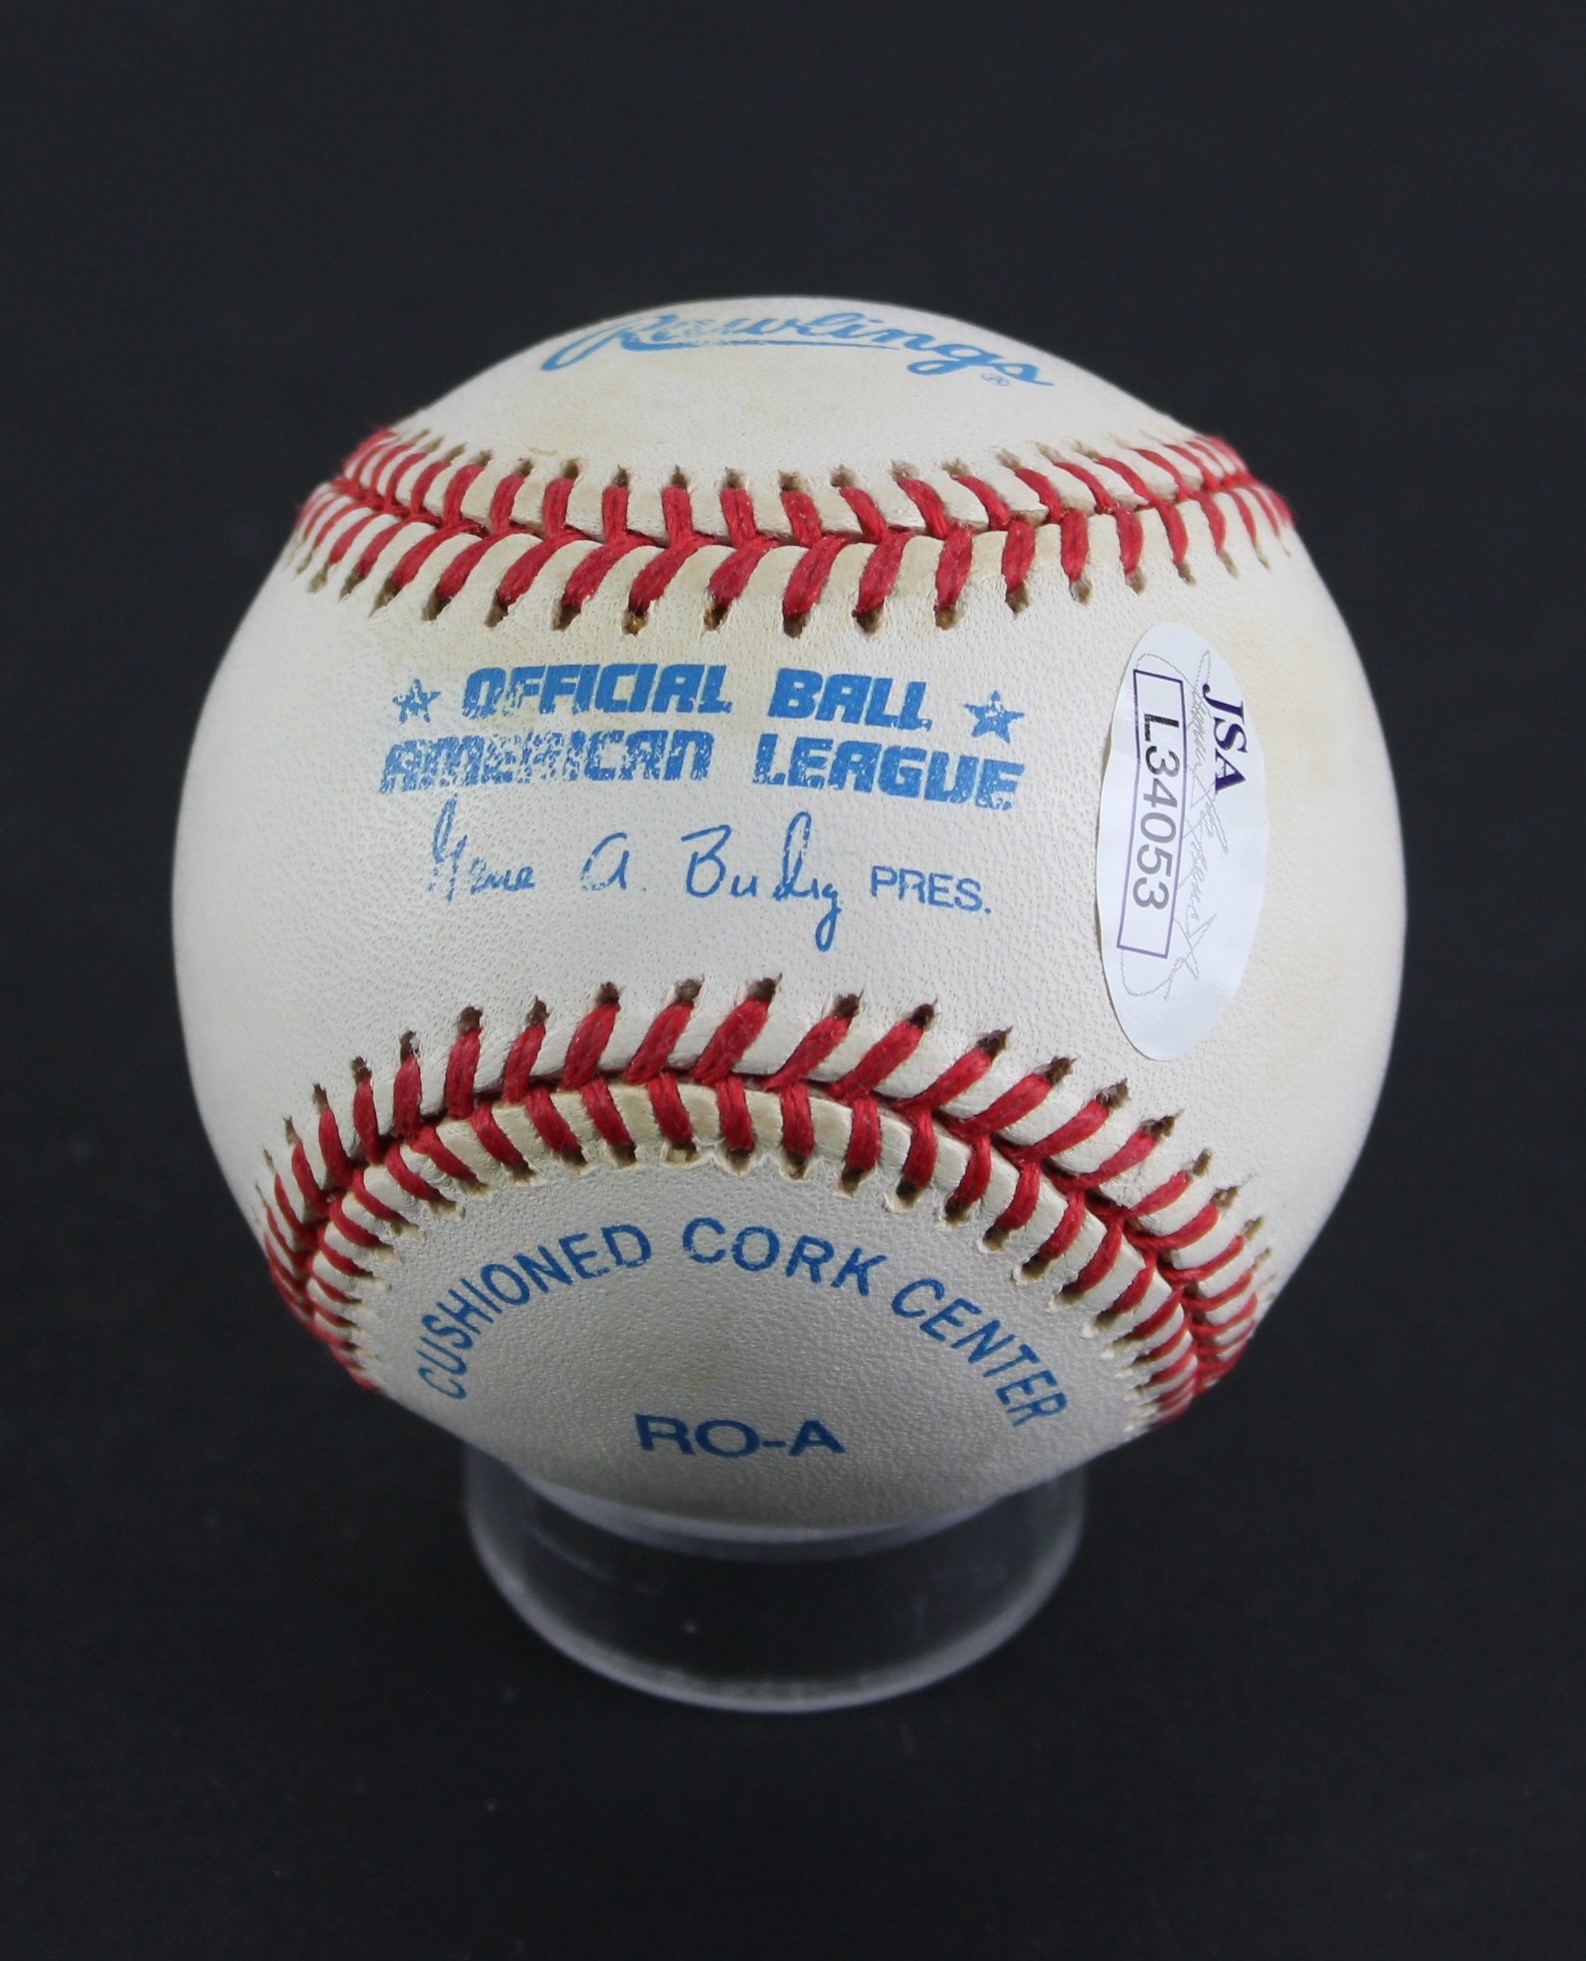 Rawlings ®
OFFICIAL BALL
AMERICAN LEAGUE
Gene A. Budig PRES.
JSA
L34053
CUSHIONED CORK CENTER
RO-A